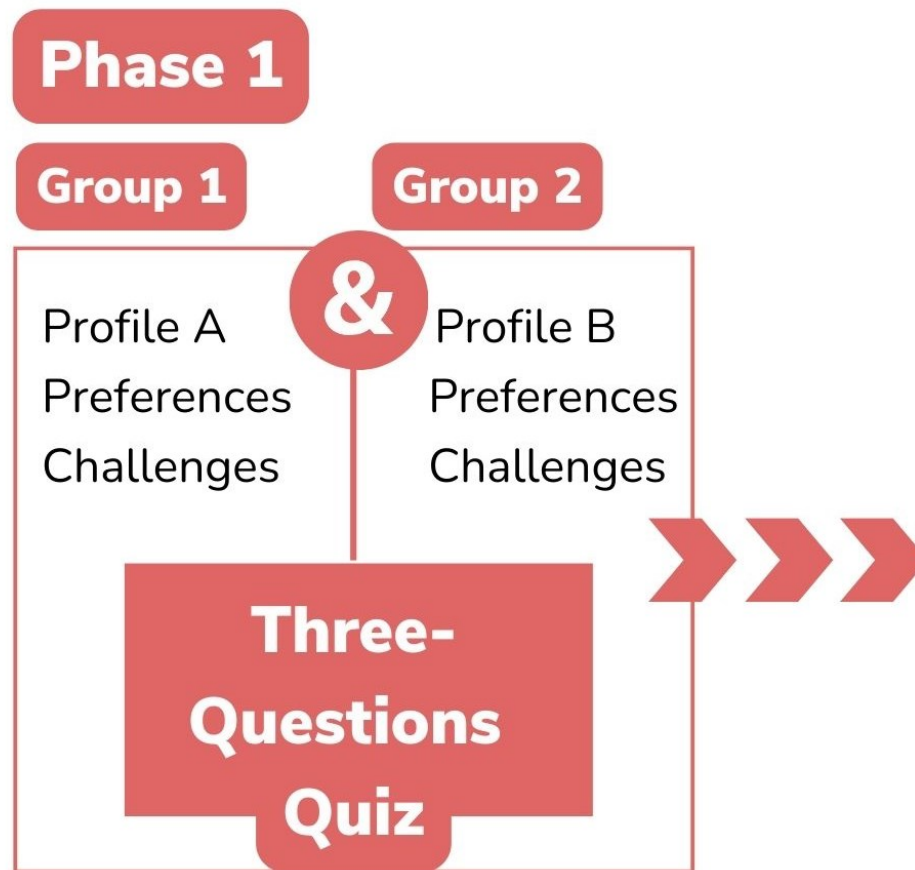 Phase 1
Group 1
Group 2
&
Profile A
Preferences
Challenges
Profile B
Preferences
Challenges
Three-
Questions
Quiz